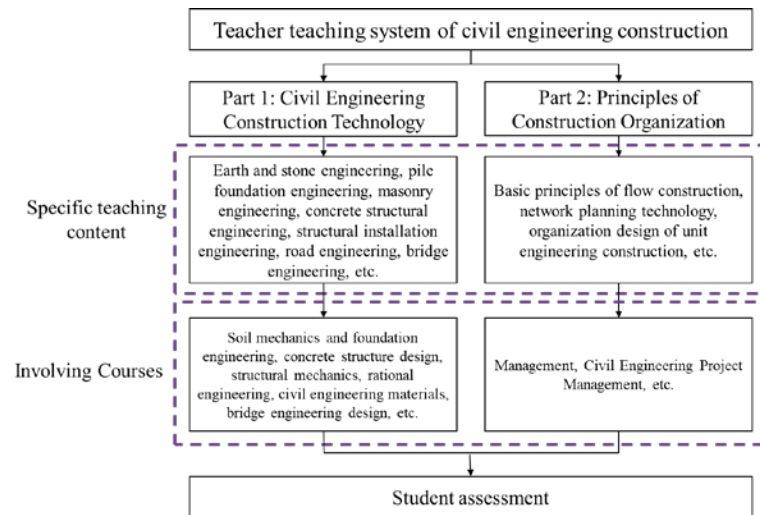 Teacher teaching system of civil engineering construction
Part 1: Civil Engineering
Construction Technology
Part 2: Principles of
Construction Organization
Specific teaching
content
Earth and stone engineering, pile
foundation engineering, masonry
engineering, concrete structural
engineering, structural installation
engineering, road engineering, bridge
engineering, etc.
Basic principles of flow construction,
network planning technology,
organization design of unit
engineering construction, etc.
Involving Courses
Soil mechanics and foundation
engineering, concrete structure design,
structural mechanics, rational
engineering, civil engineering materials,
bridge engineering design, etc.
Management, Civil Engineering Project
Management, etc.
Student assessment